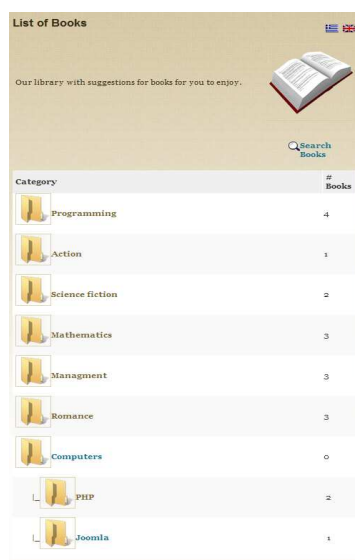 List of Books
Our library with suggestions for books for you to enjoy.
Search
Books
Category
#
Books
Programming 4
Action 1
Science fiction 2
Mathematics 3
Managment 3
Romance 3
Computers 0
|_ PHP 2
|_ Joomla 1